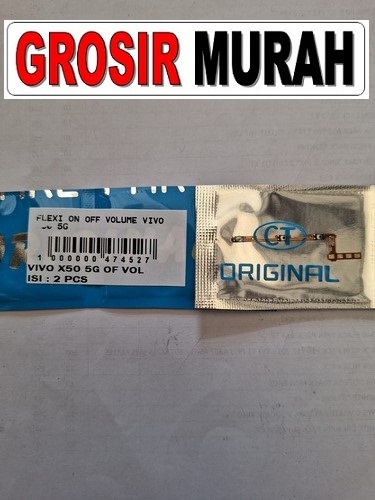 GROSIR MURAH
FLEXI ON OFF VOLUME VIVO
5G
1 000000 474527
VIVO X50 5G OF VOL
ISI : 2 PCS
CT
ORIGINAL